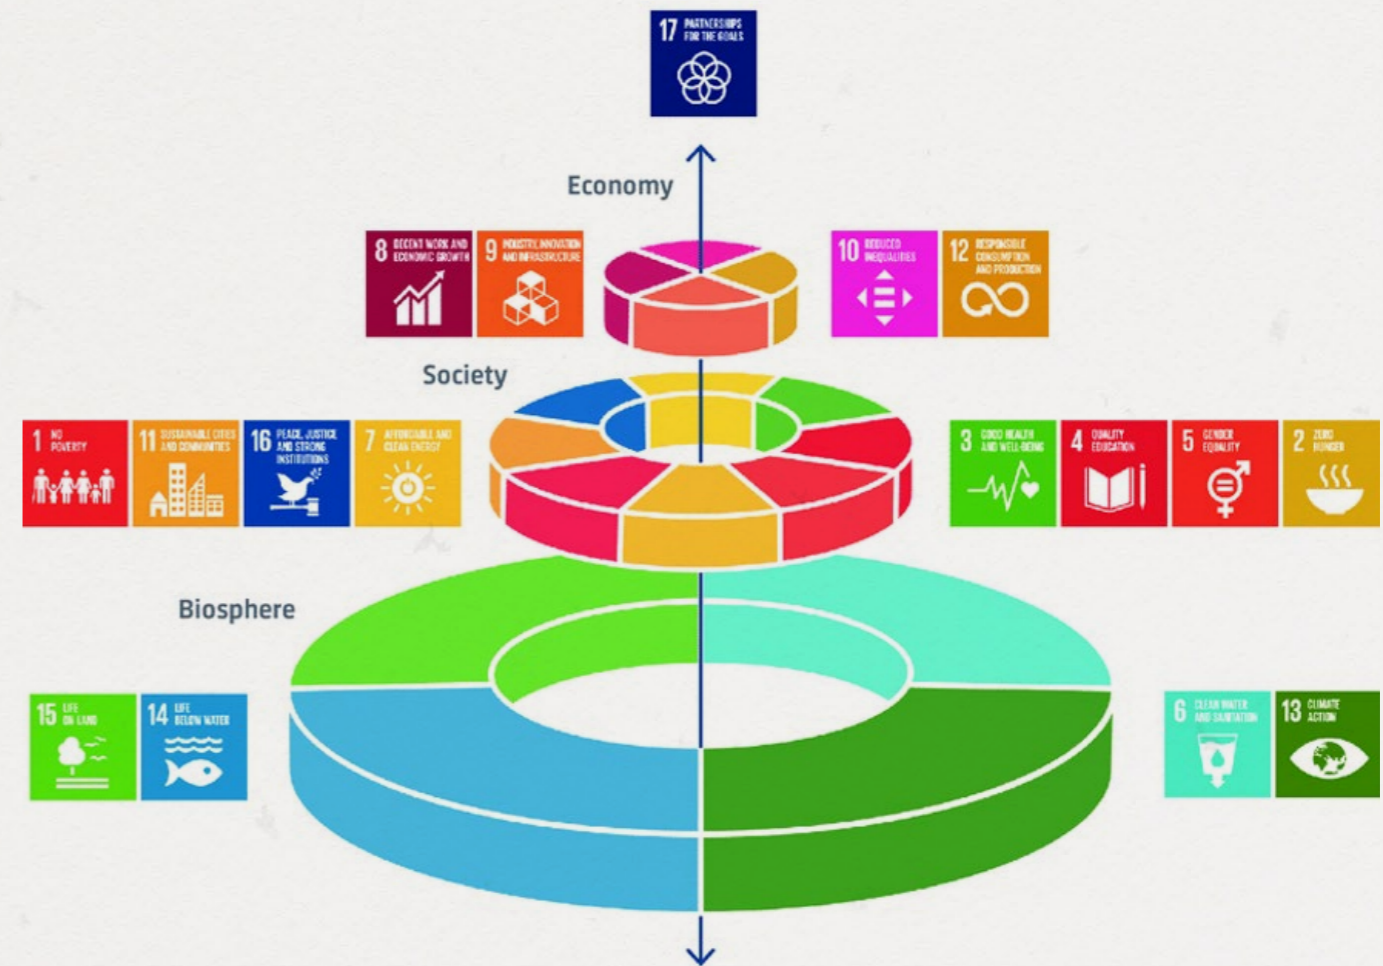 17 PARTNERSHIPS
FOR THE GOALS
Economy
8 DECENT WORK AND
ECONOMIC GROWTH
9 INDUSTRY, INNOVATION
AND INFRASTRUCTURE
10 REDUCED
INEQUALITIES
12 RESPONSIBLE
CONSUMPTION
AND PRODUCTION
Society
1 NO
POVERTY
11 SUSTAINABLE CITIES
AND COMMUNITIES
16 PEACE, JUSTICE
AND STRONG
INSTITUTIONS
7 AFFORDABLE AND
CLEAN ENERGY
3 GOOD HEALTH
AND WELL-BEING
4 QUALITY
EDUCATION
5 GENDER
EQUALITY
2 ZERO
HUNGER
Biosphere
15 LIFE
ON LAND
14 LIFE
BELOW WATER
6 CLEAN WATER
AND SANITATION
13 CLIMATE
ACTION